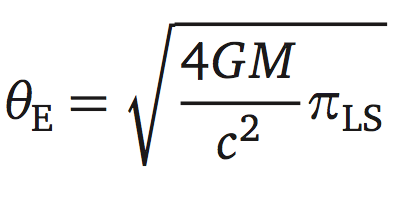 θ_E = √(4GM/c² π_LS)